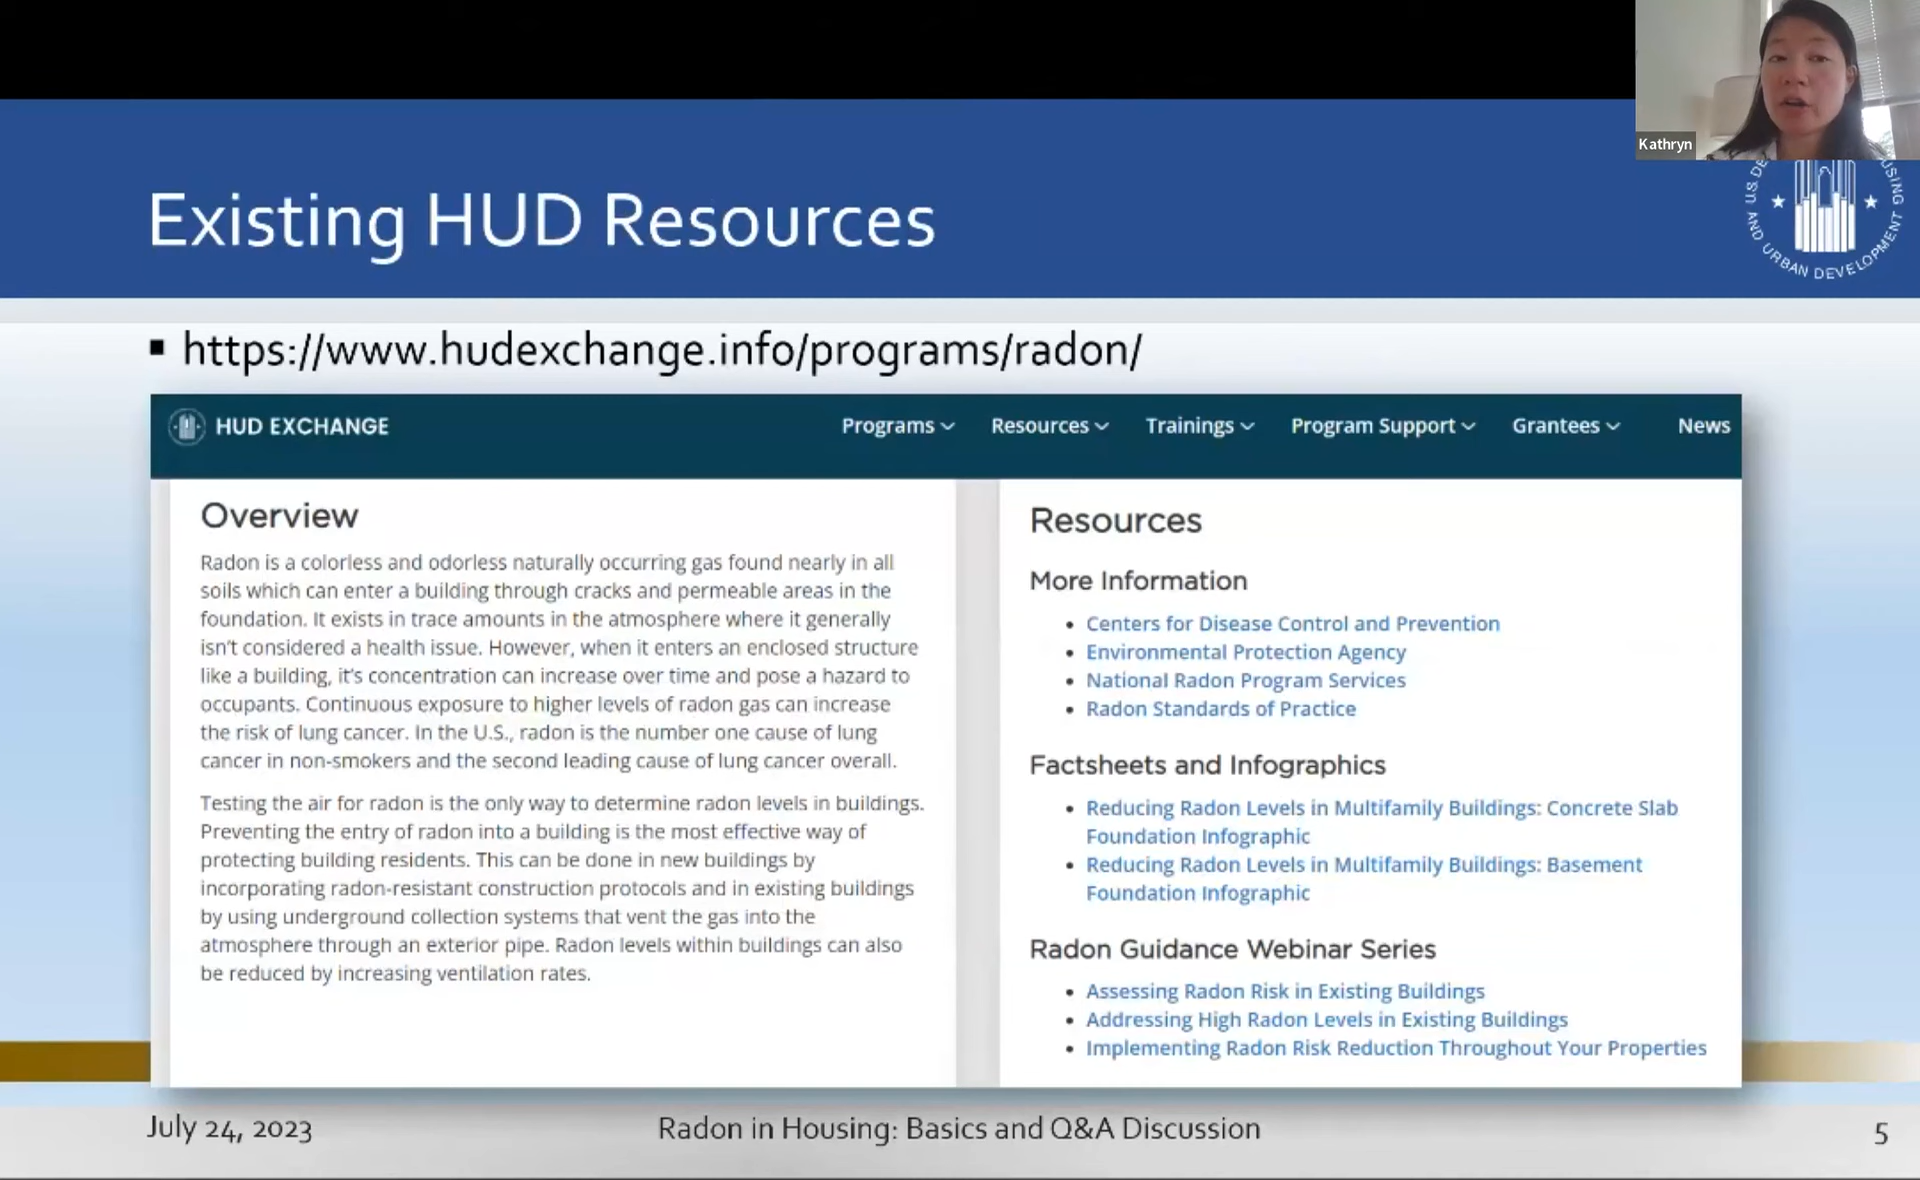 Kathryn
Existing HUD Resources
U.S. DE
USING
AND URBAN DEVELOPMENT
▪ https://www.hudexchange.info/programs/radon/
HUD EXCHANGE
Programs
Resources
Trainings
Program Support
Grantees
News
Overview
Radon is a colorless and odorless naturally occurring gas found nearly in all
soils which can enter a building through cracks and permeable areas in the
foundation. It exists in trace amounts in the atmosphere where it generally
isn't considered a health issue. However, when it enters an enclosed structure
like a building, it's concentration can increase over time and pose a hazard to
occupants. Continuous exposure to higher levels of radon gas can increase
the risk of lung cancer. In the U.S., radon is the number one cause of lung
cancer in non-smokers and the second leading cause of lung cancer overall.
Testing the air for radon is the only way to determine radon levels in buildings.
Preventing the entry of radon into a building is the most effective way of
protecting building residents. This can be done in new buildings by
incorporating radon-resistant construction protocols and in existing buildings
by using underground collection systems that vent the gas into the
atmosphere through an exterior pipe. Radon levels within buildings can also
be reduced by increasing ventilation rates.
Resources
More Information
• Centers for Disease Control and Prevention
• Environmental Protection Agency
• National Radon Program Services
• Radon Standards of Practice
Factsheets and Infographics
• Reducing Radon Levels in Multifamily Buildings: Concrete Slab
Foundation Infographic
• Reducing Radon Levels in Multifamily Buildings: Basement
Foundation Infographic
Radon Guidance Webinar Series
• Assessing Radon Risk in Existing Buildings
• Addressing High Radon Levels in Existing Buildings
• Implementing Radon Risk Reduction Throughout Your Properties
July 24, 2023
Radon in Housing: Basics and Q&A Discussion
5